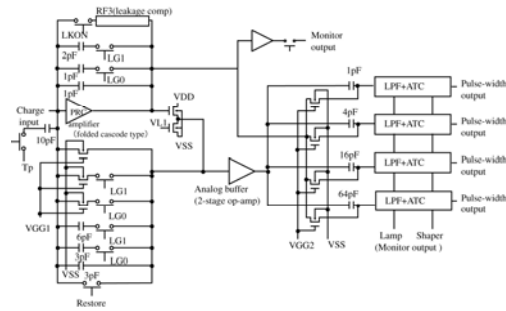 RF3(leakage comp)
LKON
2pF
LG1
1pF
LG0
1pF
Charge
input
PRE
amplifier
(folded cascode type)
10pF
Tp
VDD
VL1
VSS
LG1
LG0
VGG1
6pF
LG1
3pF
LG0
VSS
3pF
Restore
Analog buffer
(2-stage op-amp)
Monitor
output
1pF
LPF+ATC
Pulse-width
output
4pF
LPF+ATC
Pulse-width
output
16pF
LPF+ATC
Pulse-width
output
64pF
LPF+ATC
Pulse-width
output
VGG2
VSS
Lamp
Shaper
(Monitor output )